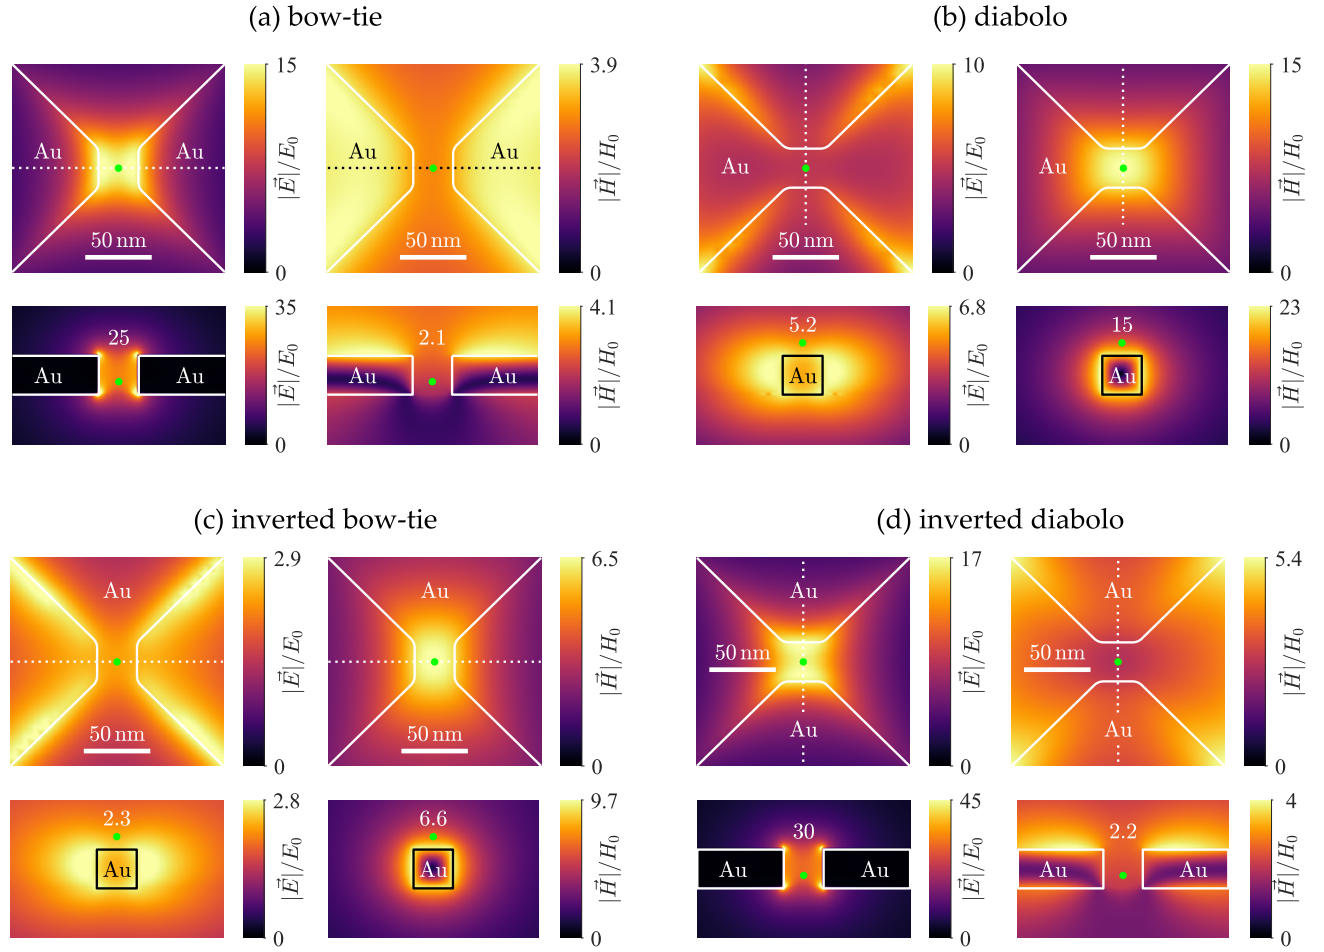 (a) bow-tie
(b) diabolo
Au
Au
50 nm
15
0
|E⃗|/E₀
Au
Au
50 nm
3.9
0
|H⃗|/H₀
Au
50 nm
10
0
|E⃗|/E₀
Au
50 nm
15
0
|H⃗|/H₀
25
Au
Au
35
0
|E⃗|/E₀
2.1
Au
Au
4.1
0
|H⃗|/H₀
5.2
Au
6.8
0
|E⃗|/E₀
15
Au
23
0
|H⃗|/H₀
(c) inverted bow-tie
(d) inverted diabolo
Au
50 nm
2.9
0
|E⃗|/E₀
Au
50 nm
6.5
0
|H⃗|/H₀
Au
50 nm
Au
17
0
|E⃗|/E₀
Au
50 nm
Au
5.4
0
|H⃗|/H₀
2.3
Au
2.8
0
|E⃗|/E₀
6.6
Au
9.7
0
|H⃗|/H₀
30
Au
Au
45
0
|E⃗|/E₀
2.2
Au
Au
4
0
|H⃗|/H₀